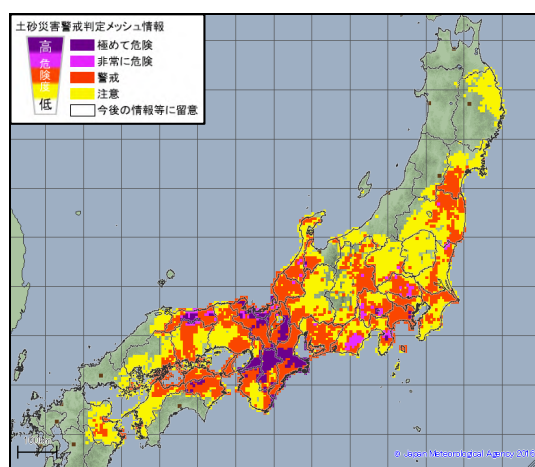 土砂災害警戒判定メッシュ情報
高
危険度
低
極めて危険
非常に危険
警戒
注意
今後の情報等に留意
100km
© Japan Meteorological Agency 2016